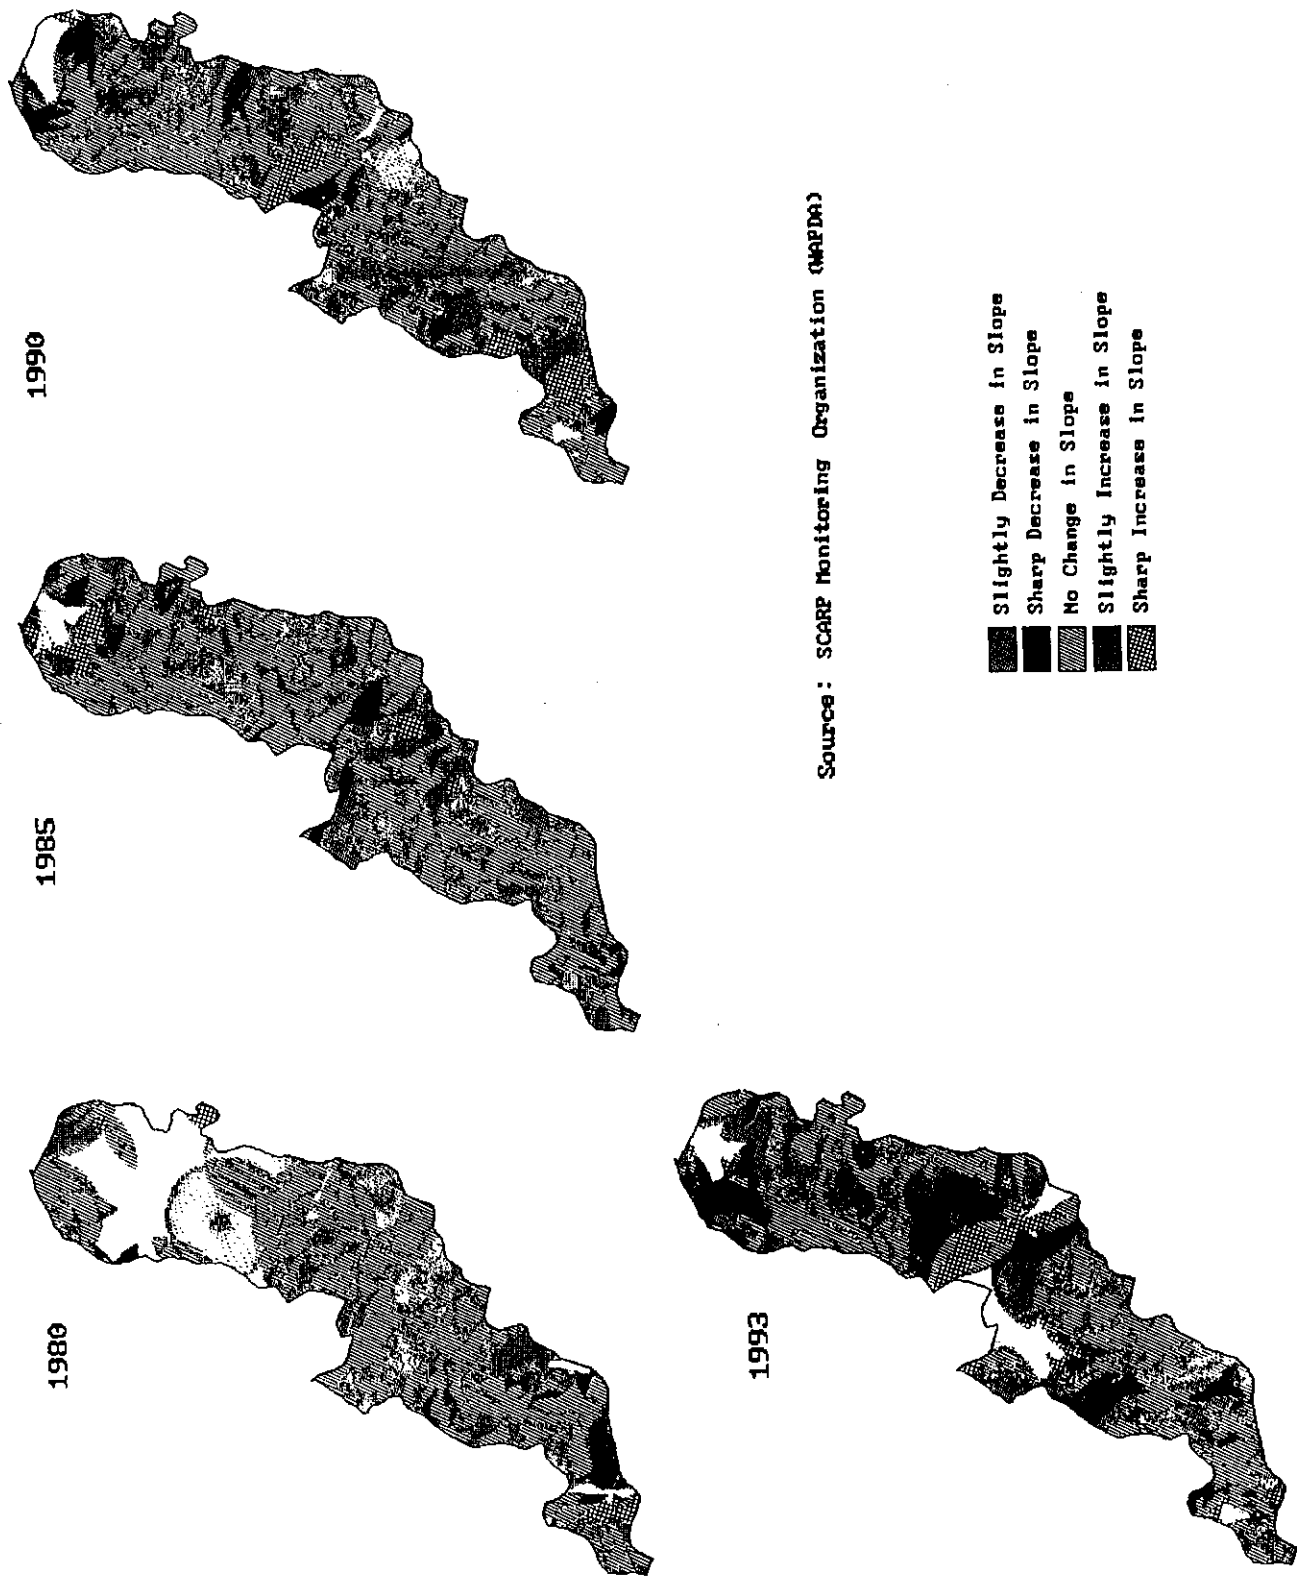 1980
1985
1990
1993
Source: SCARP Monitoring Organization (WAPDA)
Slightly Decrease in Slope
Sharp Decrease in Slope
No Change in Slope
Slightly Increase in Slope
Sharp Increase in Slope